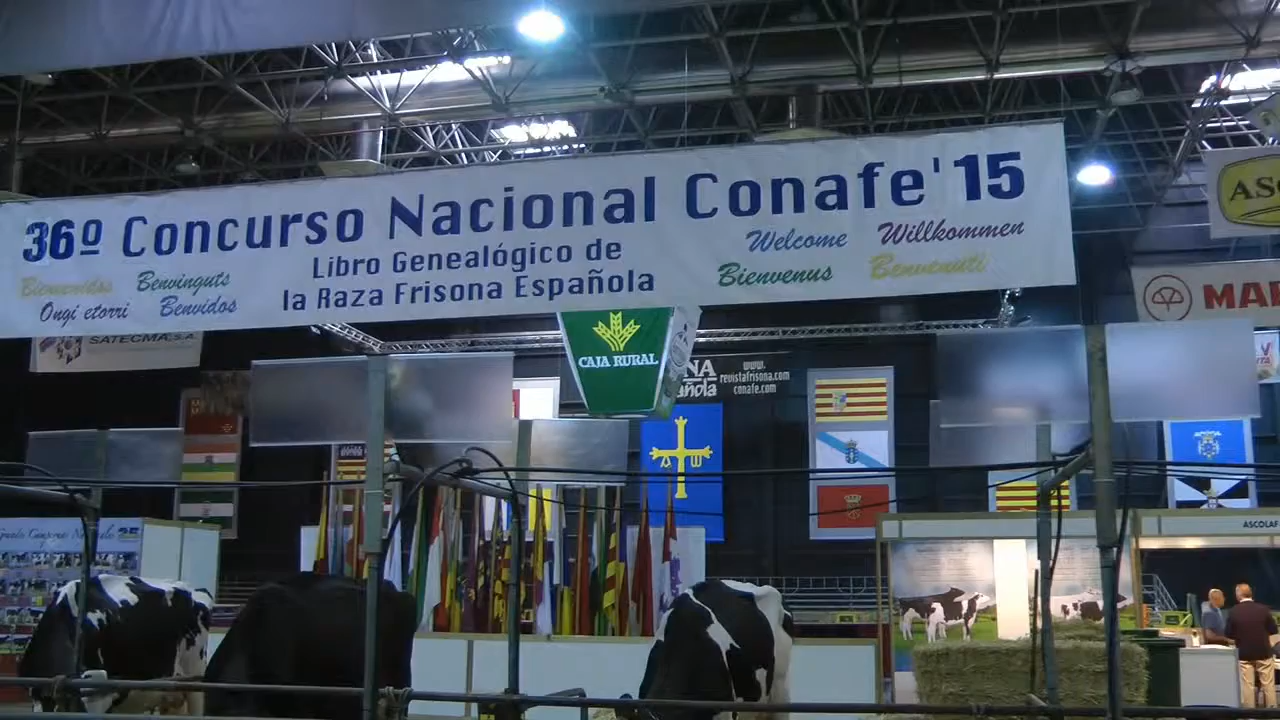 36º Concurso Nacional Conafe'15
Libro Genealógico de
la Raza Frisona Española
Bienvenidos Benvinguts
Ongi etorri Benvidos
Welcome Willkommen
Bienvenus Benvenuti
SATECMA S.A.
CAJA RURAL
www.
revistafrisona.com
conafe.com
ASCOLAF